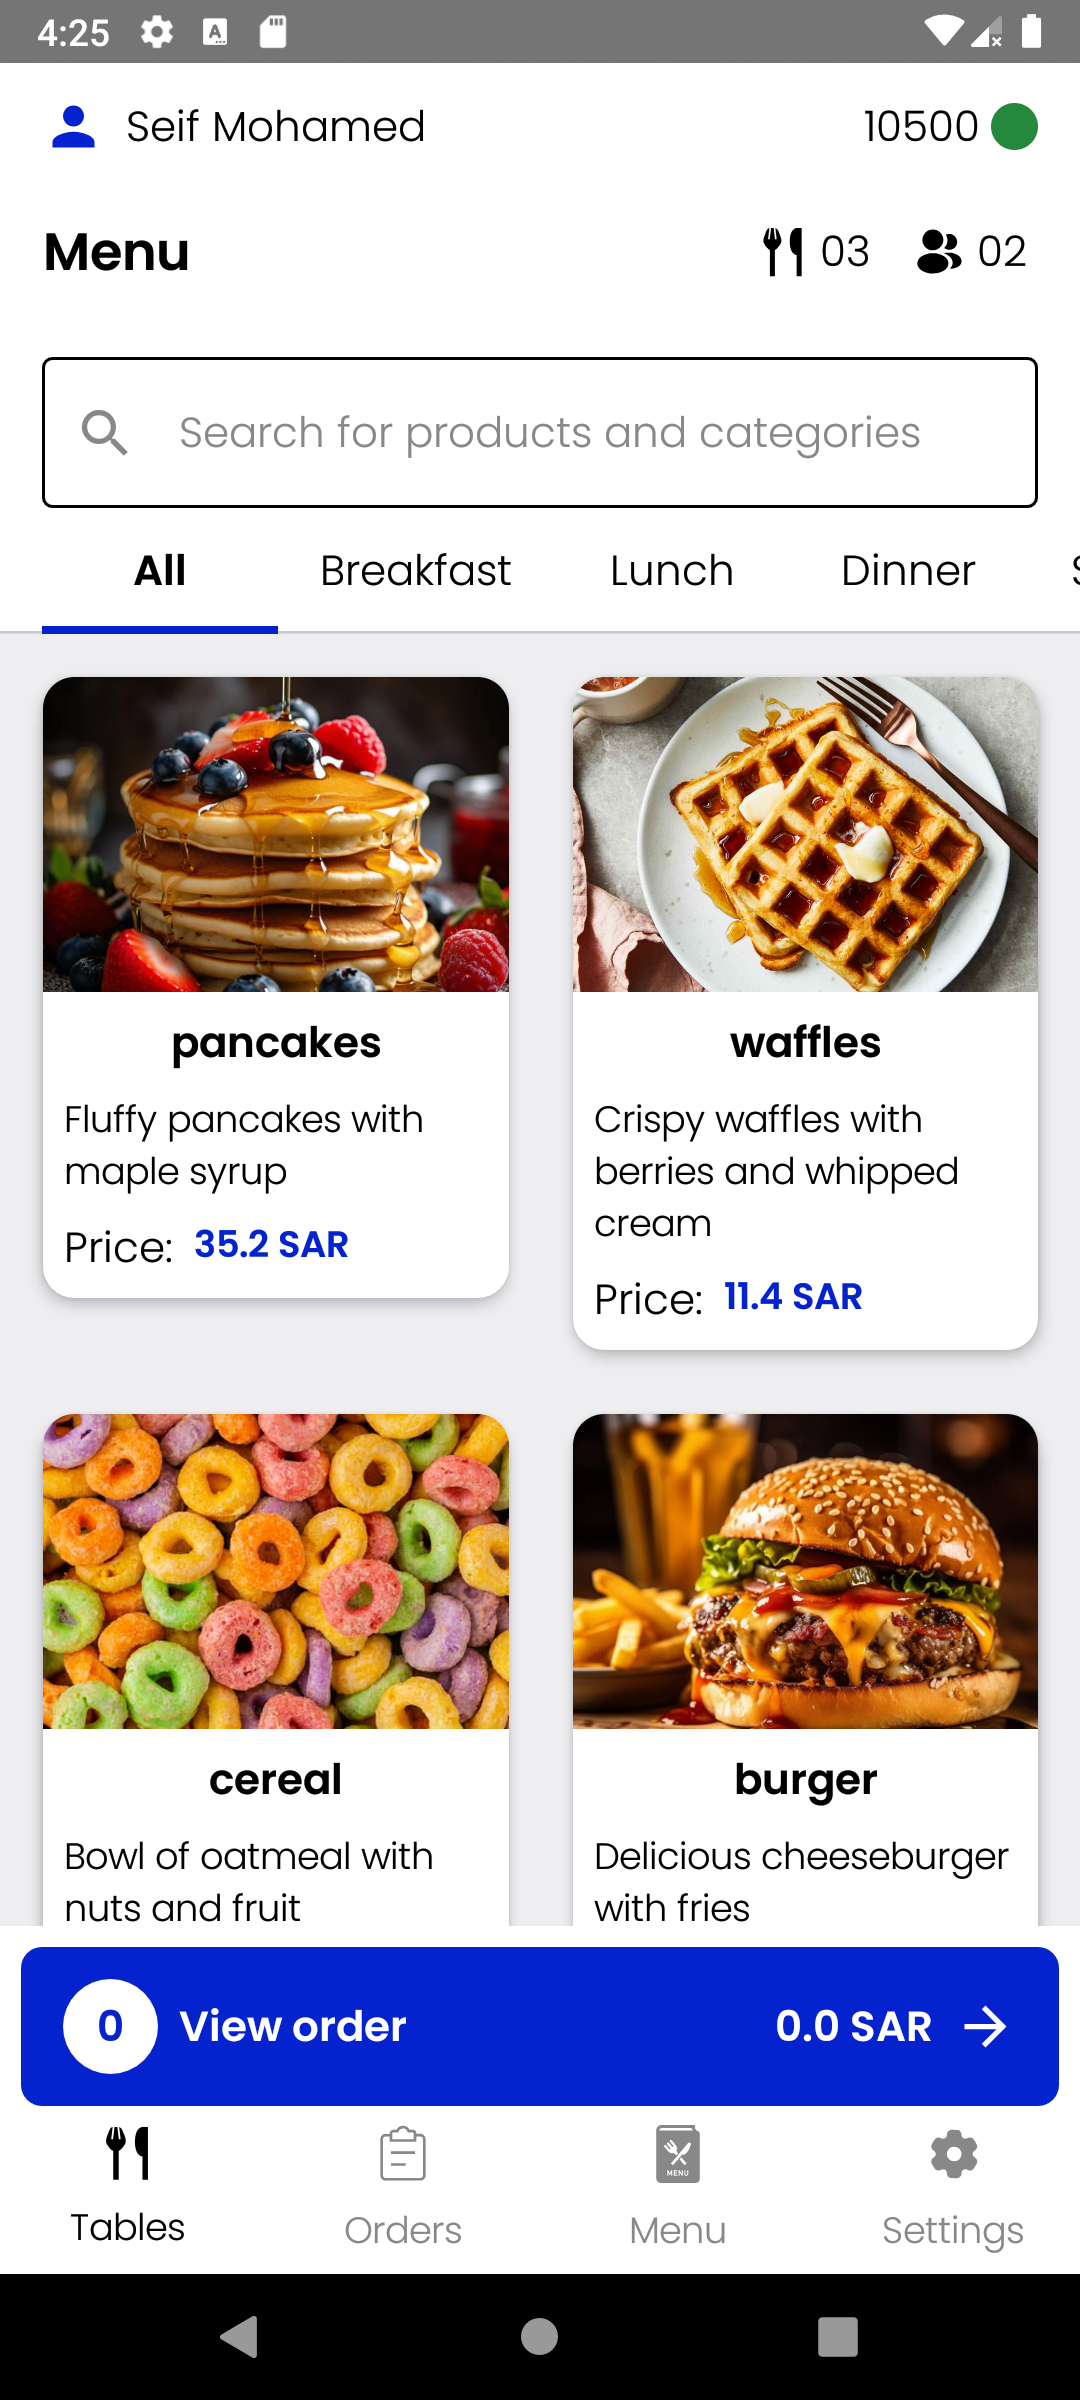 4:25
Seif Mohamed
10500
Menu
03
02
Search for products and categories
All
Breakfast
Lunch
Dinner
pancakes
Fluffy pancakes with
maple syrup
Price: 35.2 SAR
waffles
Crispy waffles with
berries and whipped
cream
Price: 11.4 SAR
cereal
Bowl of oatmeal with
nuts and fruit
burger
Delicious cheeseburger
with fries
0
View order
0.0 SAR
Tables
Orders
MENU
Menu
Settings